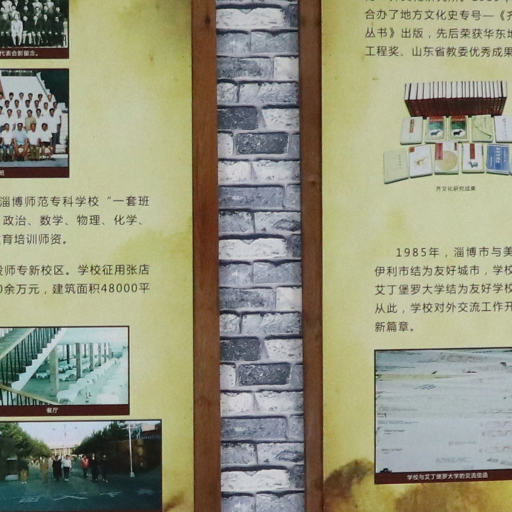 代表合影留念。
淄博师范专科学校“一套班
政治、数学、物理、化学、
育培训师资。
师专新校区。学校征用张店
0余万元，建筑面积48000平
餐厅
合办了地方文化史专号—《齐
丛书》出版，先后荣获华东地
工程奖、山东省教委优秀成果
齐文化研究成果
1985年，淄博市与美
伊利市结为友好城市，学校
艾丁堡罗大学结为友好学校
从此，学校对外交流工作开
新篇章。
学校与艾丁堡罗大学的交流信函